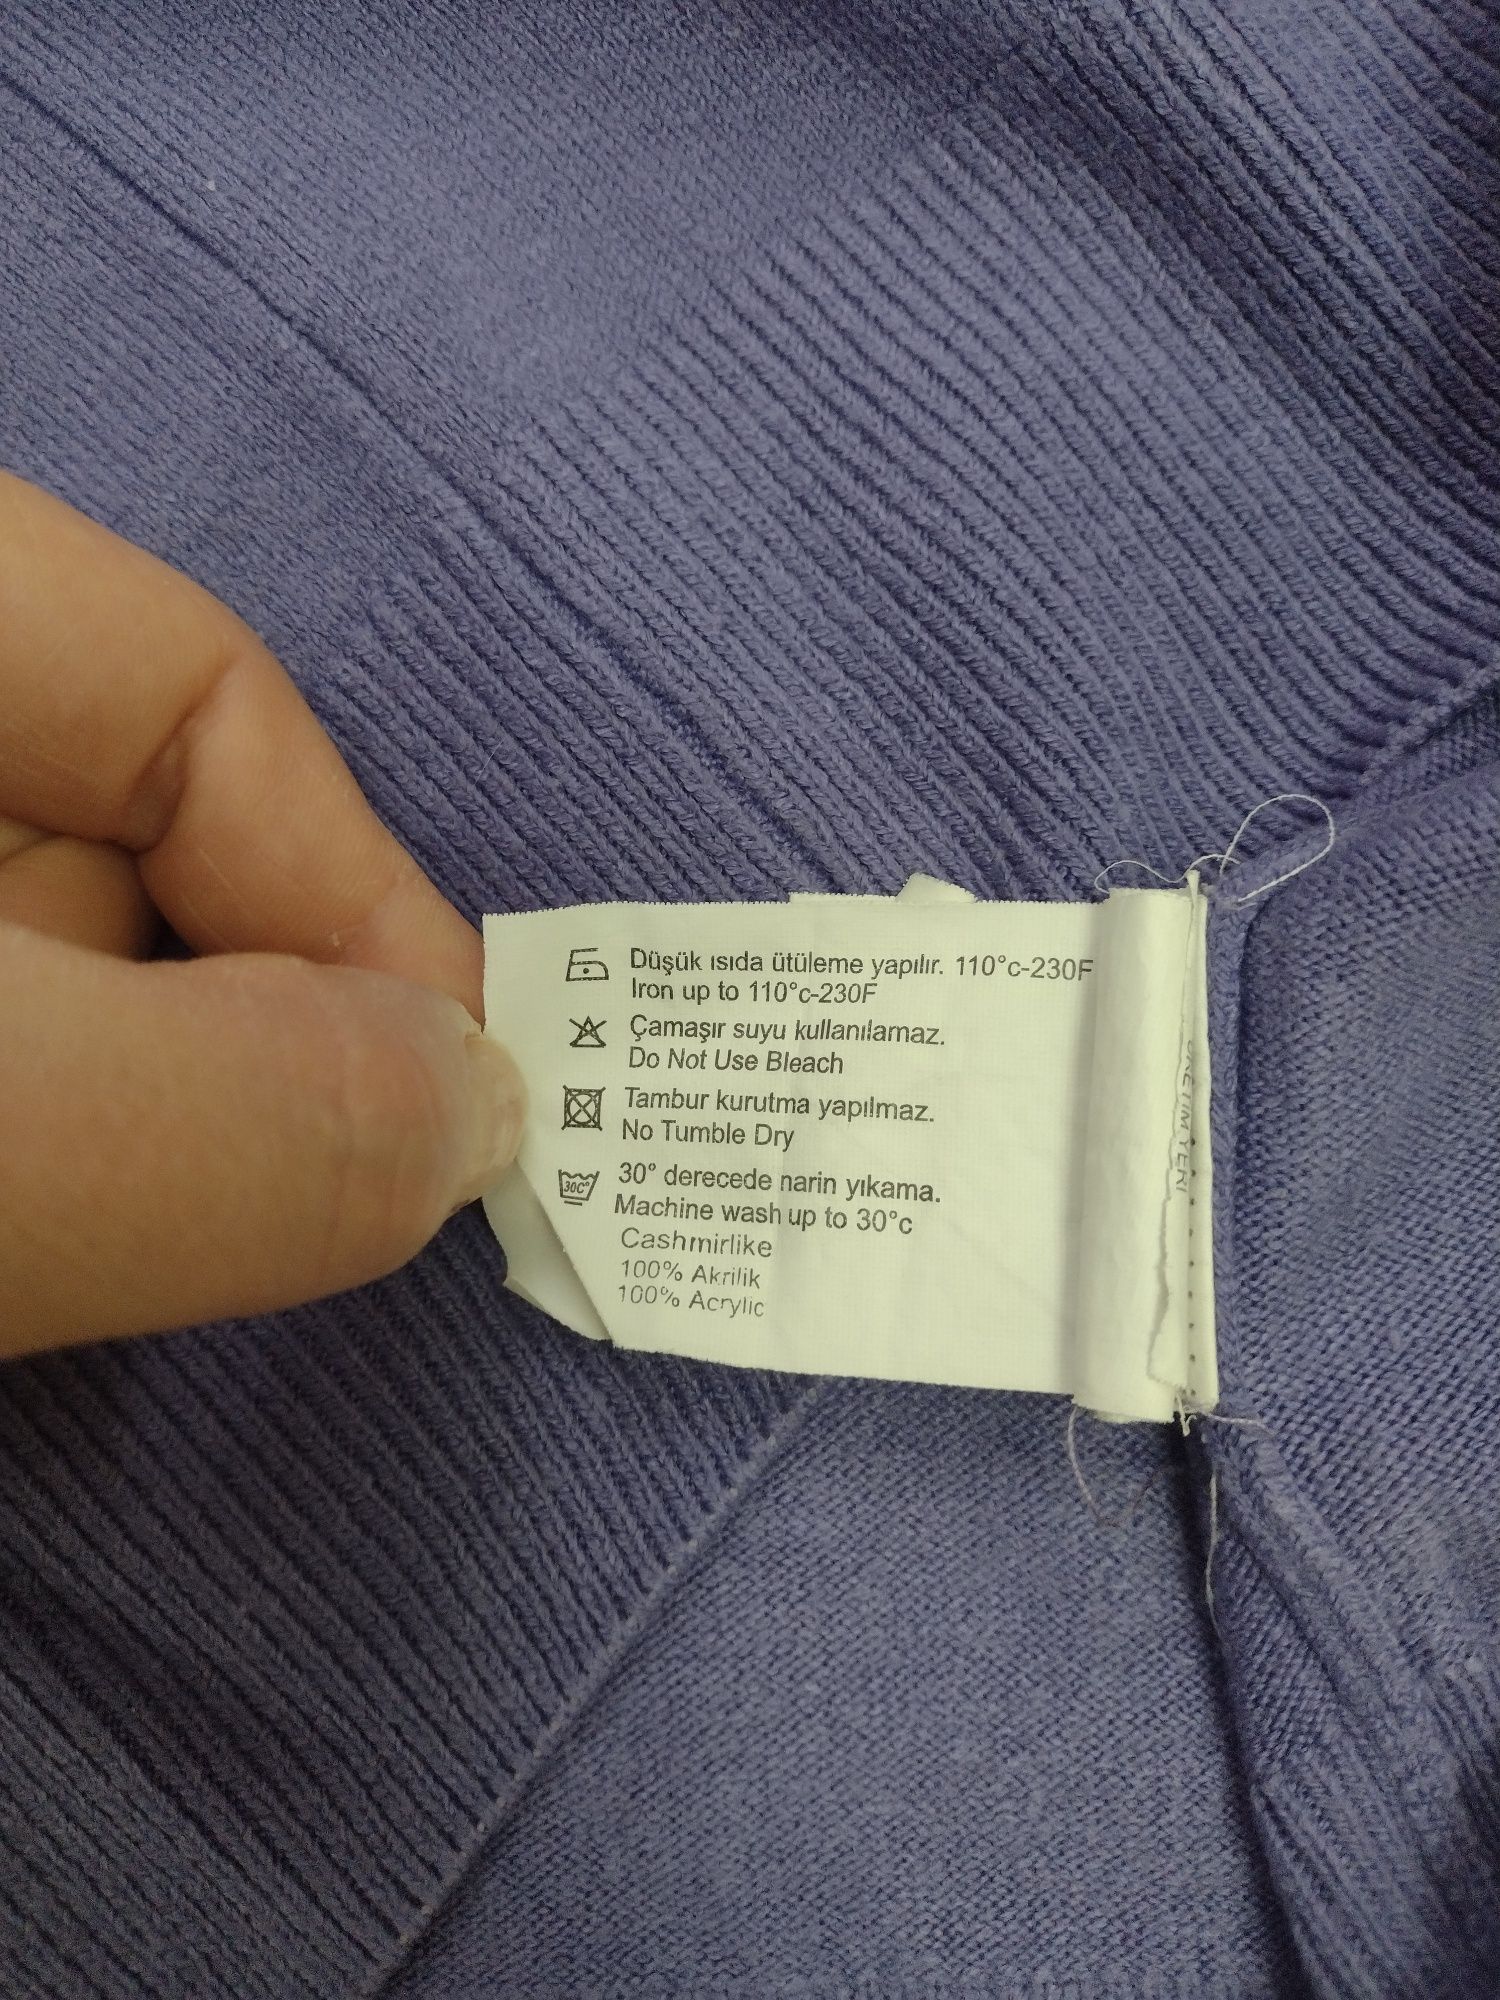 Düşük ısıda ütüleme yapılır. 110°c-230F
Iron up to 110°c-230F
Çamaşır suyu kullanılamaz.
Do Not Use Bleach
Tambur kurutma yapılmaz.
No Tumble Dry
30C°
30° derecede narin yıkama.
Machine wash up to 30°c
Cashmirlike
100% Akrilik
100% Acrylic
YERİ